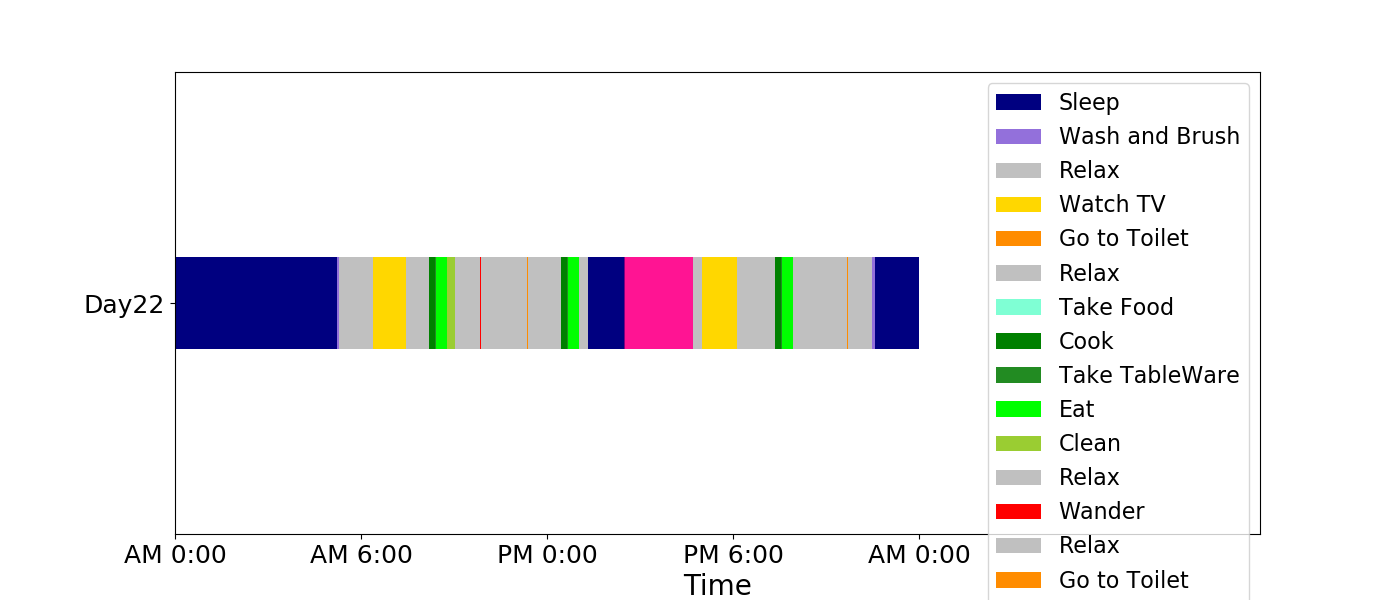 Sleep
Wash and Brush
Relax
Watch TV
Go to Toilet
Relax
Take Food
Cook
Take TableWare
Eat
Clean
Relax
Wander
Relax
Go to Toilet
Day22
AM 0:00 AM 6:00 PM 0:00 PM 6:00 AM 0:00
Time